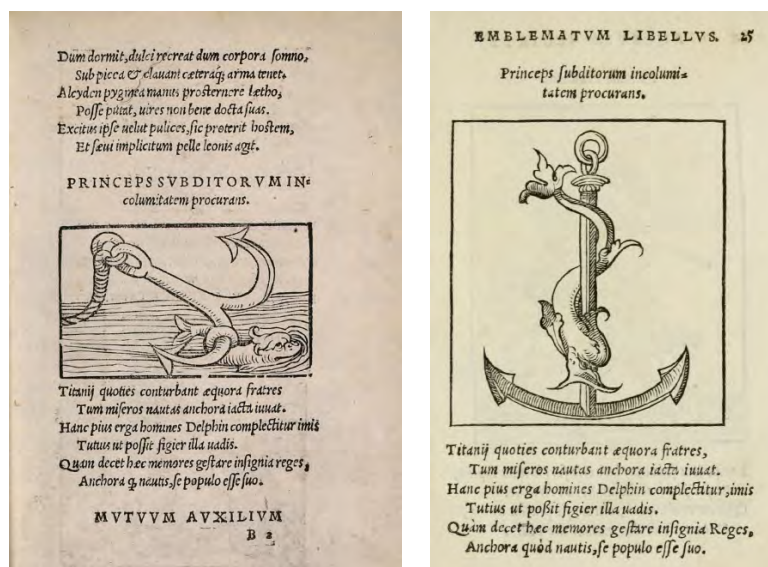 Dum dormit, dulci recreat dum corpora somno,
Sub picea & clauam cæteraq; arma tenet.
Alcyden pygmea manus prosternere lætho,
Posse putat, uires non bene docta suas.
Excitus ipse uelut pulices, sic proterit hostem,
Et sæui implicitum pelle leonis agit.
PRINCEPS SVBDITORVM IN=
columitatem procurans.
Titanij quoties conturbant æquora fratres
Tum miseros nautas anchora iacta iuuat.
Hanc pius erga homines Delphin complectitur imis
Tutius ut possit figier illa uadis.
Quam decet hæc memores gestare insignia reges,
Anchora q, nautis, se populo esse suo.
MVTVVM AVXILIVM
B 2
EMBLEMATVM LIBELLVS. 25
Princeps subditorum incolumi=
tatem procurans.
Titanij quoties conturbant æquora fratres,
Tum miseros nautas anchora iacta iuuat.
Hanc pius erga homines Delphin complectitur, imis
Tutius ut poßit figier illa uadis.
Quàm decet hæc memores gestare insignia Reges,
Anchora quòd nautis, se populo esse suo.